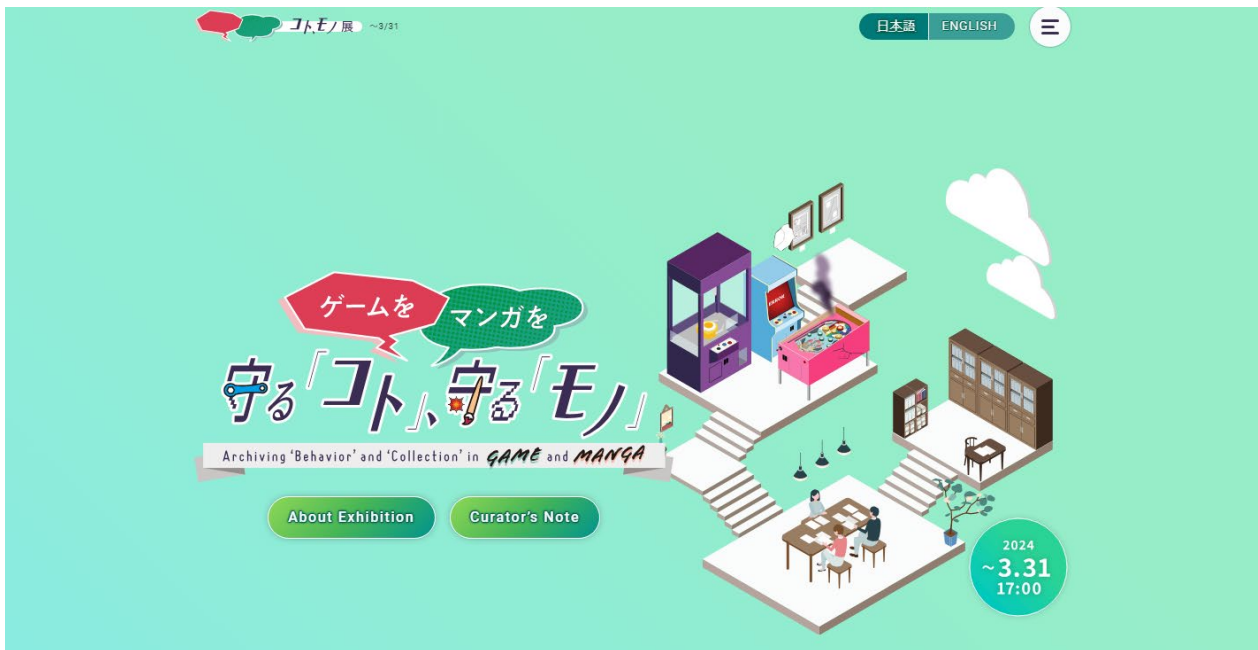 コト、モノ展 ~3/31
日本語 ENGLISH
ゲームを
マンガを
守る「コト」、守る「モノ」
Archiving 'Behavior' and 'Collection' in GAME and MANGA
About Exhibition Curator's Note
2024
~3.31
17:00